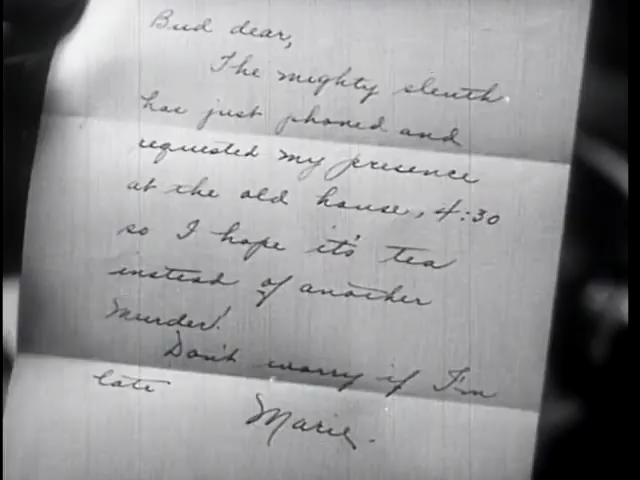 Bud dear,
The mighty sleuth
has just phoned and
requested my presence
at the old house, 4:30
so I hope it's tea
instead of another
murder!
Don't worry if I'm
late
Marie.